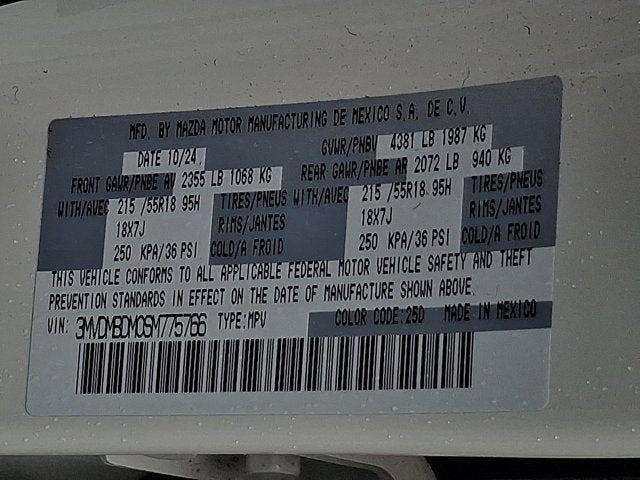 MFD. BY MAZDA MOTOR MANUFACTURING DE MEXICO S.A. DE C.V.
DATE 10/24 GVWR/PNBV 4381 LB 1987 KG
FRONT GAWR/PNBE AV 2355 LB 1068 KG REAR GAWR/PNBE AR 2072 LB 940 KG
WITH/AVEC 215 /55R18 95H TIRES/PNEUS WITH/AVEC 215 /55R18 95H TIRES/PNEUS
18X7J RIMS/JANTES 18X7J RIMS/JANTES
250 KPA/36 PSI COLD/A FROID 250 KPA/36 PSI COLD/A FROID
THIS VEHICLE CONFORMS TO ALL APPLICABLE FEDERAL MOTOR VEHICLE SAFETY AND THEFT
PREVENTION STANDARDS IN EFFECT ON THE DATE OF MANUFACTURE SHOWN ABOVE.
VIN: 3MVDMBDM0SM775766 TYPE:MPV COLOR CODE:25D MADE IN MEXICO